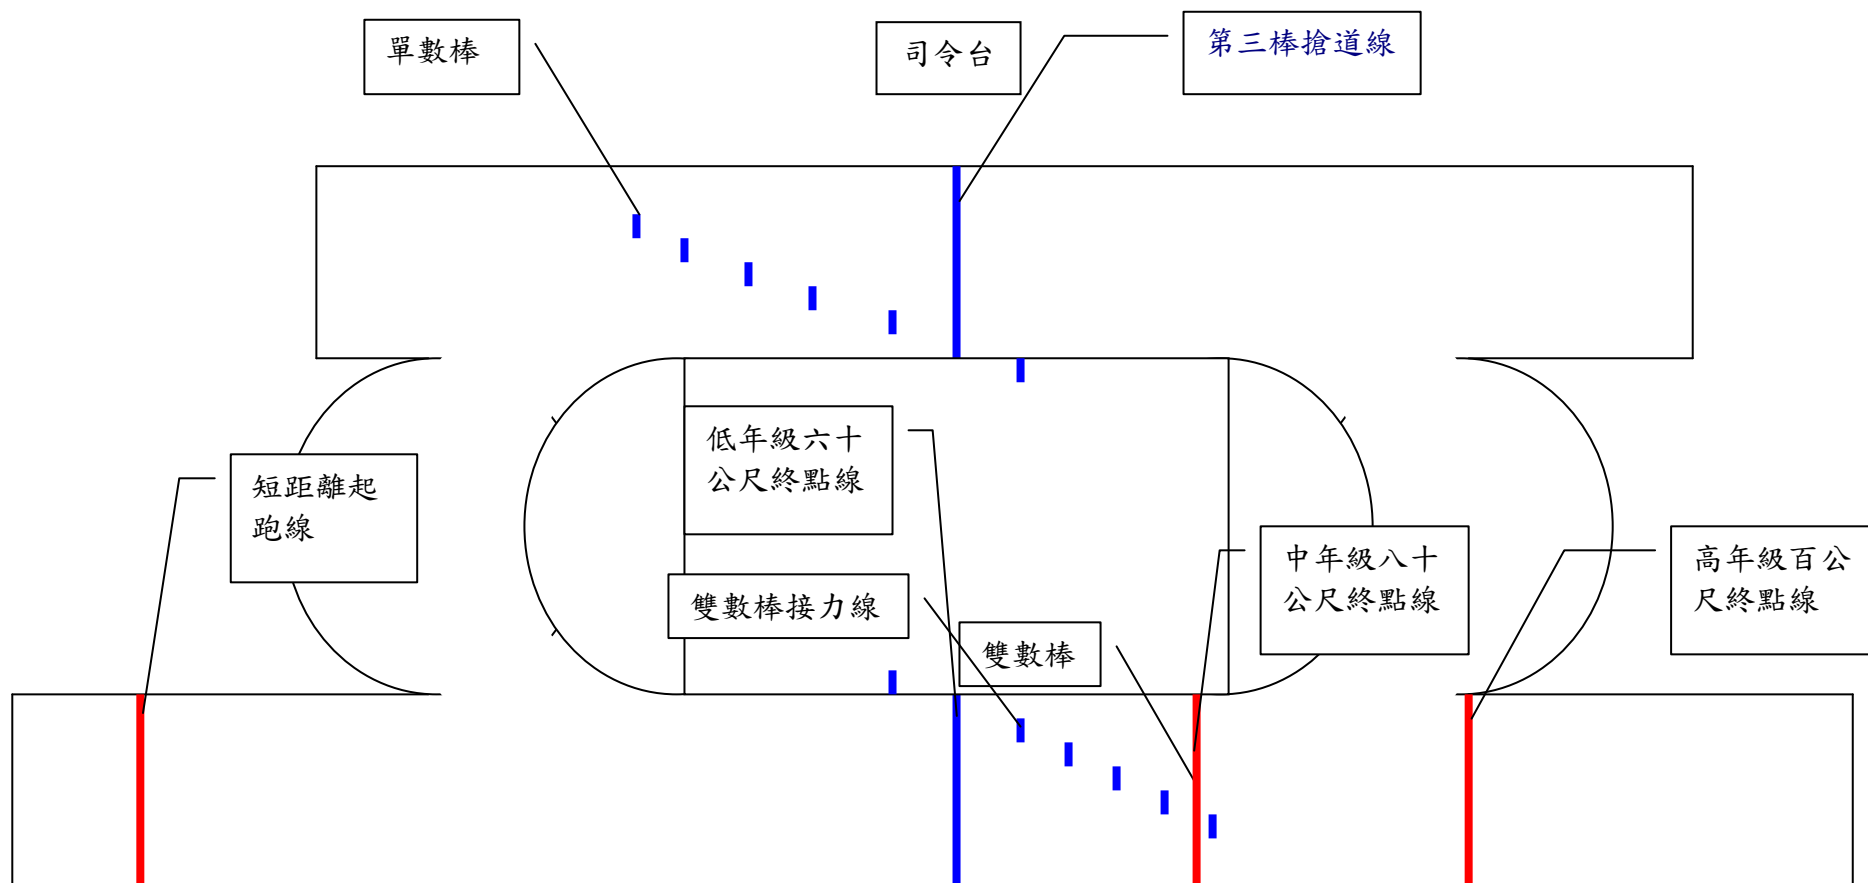 單數棒
司令台
第三棒搶道線
低年級六十
公尺終點線
短距離起
跑線
中年級八十
公尺終點線
高年級百公
尺終點線
雙數棒接力線
雙數棒